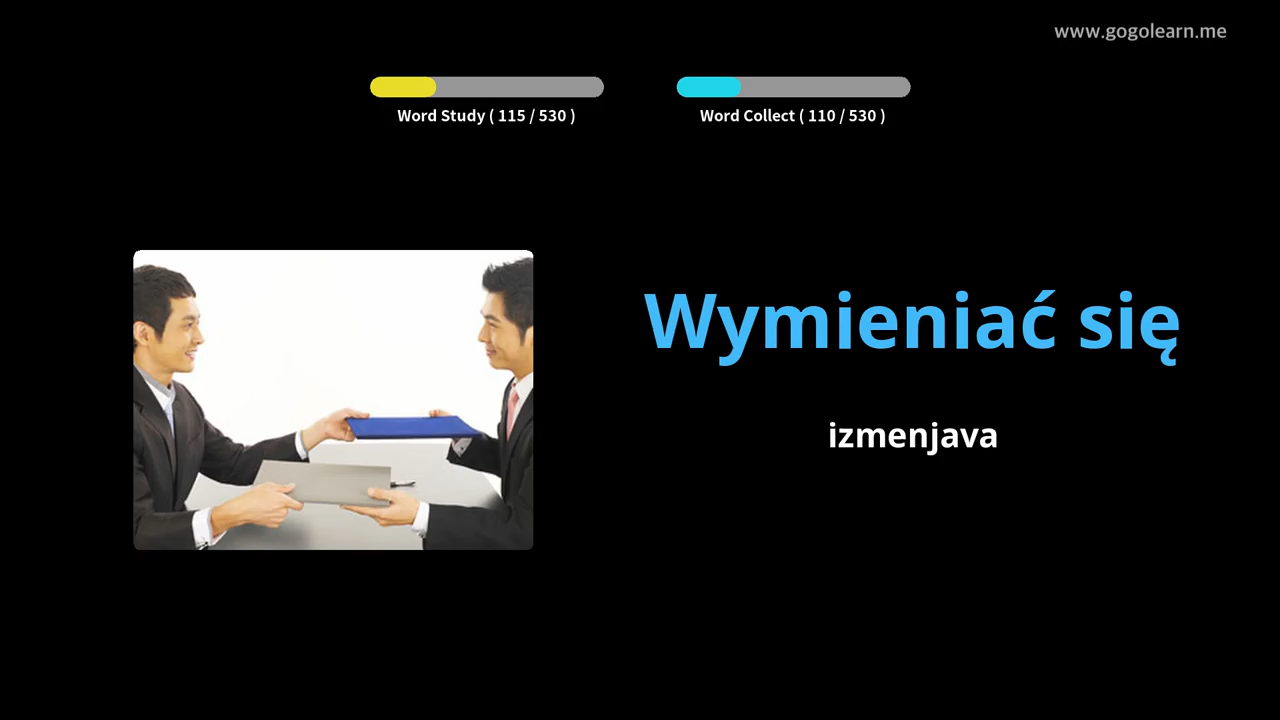 www.gogolearn.me
Word Study ( 115 / 530 )
Word Collect ( 110 / 530 )
Wymieniać się
izmenjava